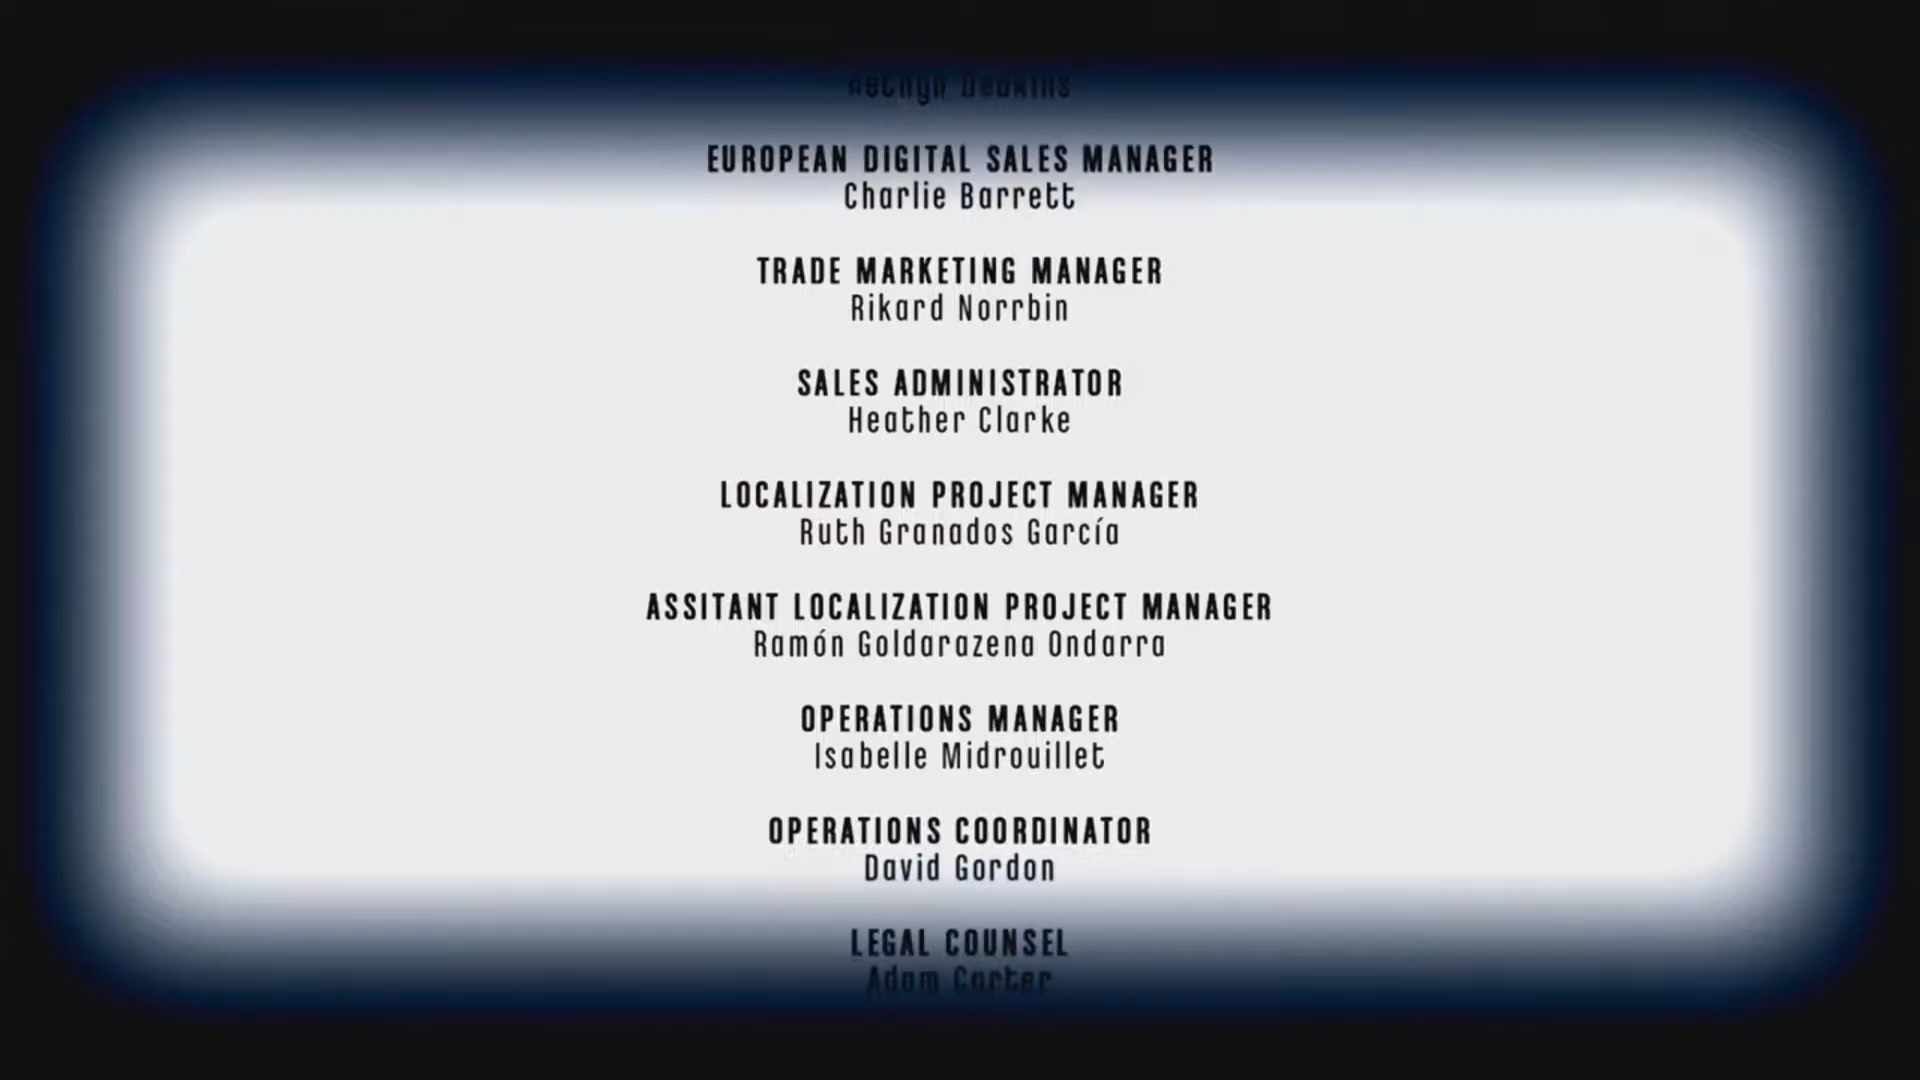 EUROPEAN DIGITAL SALES MANAGER
Charlie Barrett
TRADE MARKETING MANAGER
Rikard Norrbin
SALES ADMINISTRATOR
Heather Clarke
LOCALIZATION PROJECT MANAGER
Ruth Granados García
ASSITANT LOCALIZATION PROJECT MANAGER
Ramón Goldarazena Ondarra
OPERATIONS MANAGER
Isabelle Midrouillet
OPERATIONS COORDINATOR
David Gordon
LEGAL COUNSEL
Adam Carter